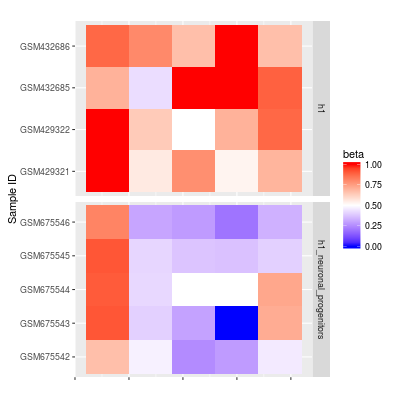 GSM432686
GSM432685
GSM429322
GSM429321
h1
GSM675546
GSM675545
GSM675544
GSM675543
GSM675542
h1_neuronal_progenitors
Sample ID
beta
1.00
0.75
0.50
0.25
0.00